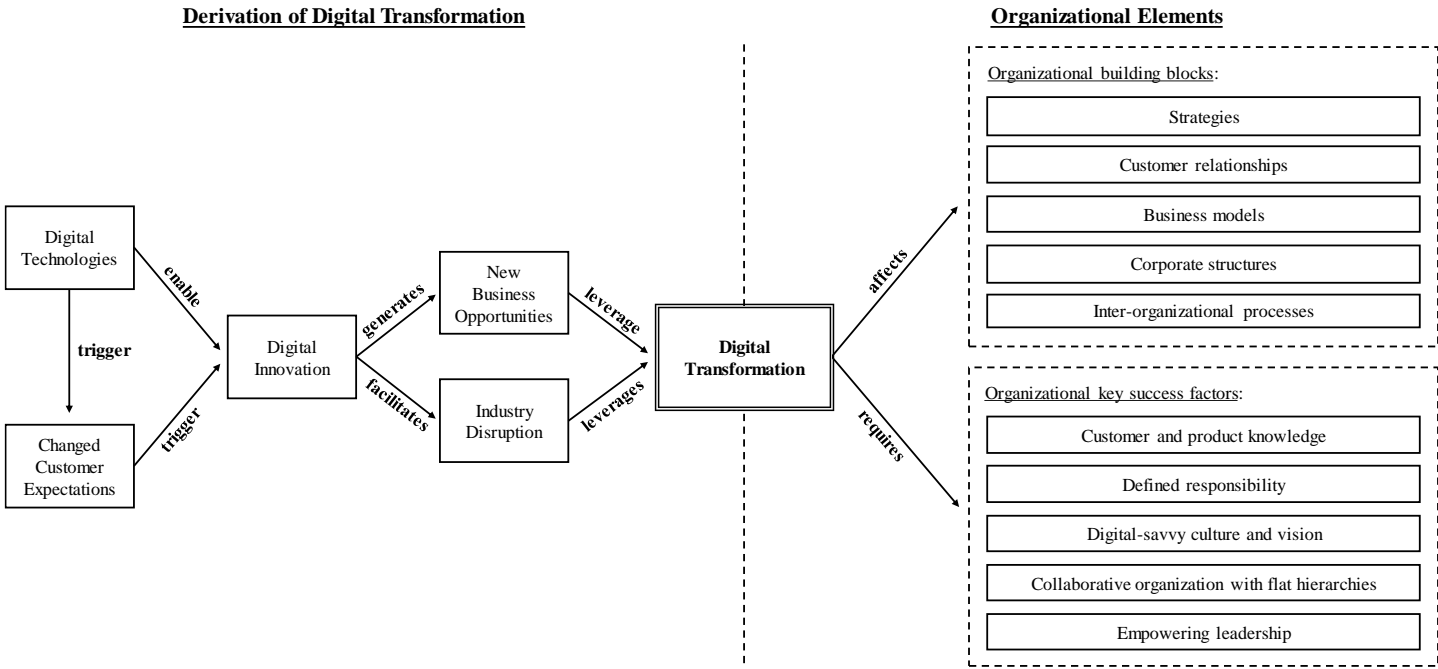 Derivation of Digital Transformation
Organizational Elements
Digital
Technologies
trigger
Changed
Customer
Expectations
enable
trigger
Digital
Innovation
generates
facilitates
New
Business
Opportunities
Industry
Disruption
leverage
leverages
Digital
Transformation
affects
requires
Organizational building blocks:
Strategies
Customer relationships
Business models
Corporate structures
Inter-organizational processes
Organizational key success factors:
Customer and product knowledge
Defined responsibility
Digital-savvy culture and vision
Collaborative organization with flat hierarchies
Empowering leadership